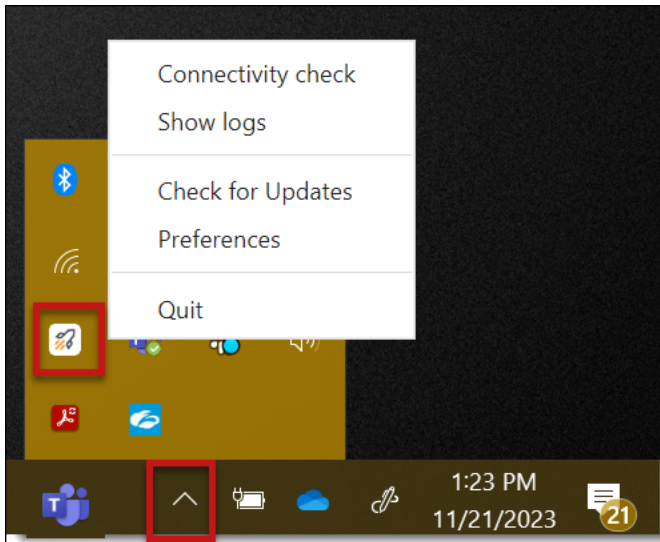 Connectivity check
Show logs
Check for Updates
Preferences
Quit
T
1:23 PM
11/21/2023
21